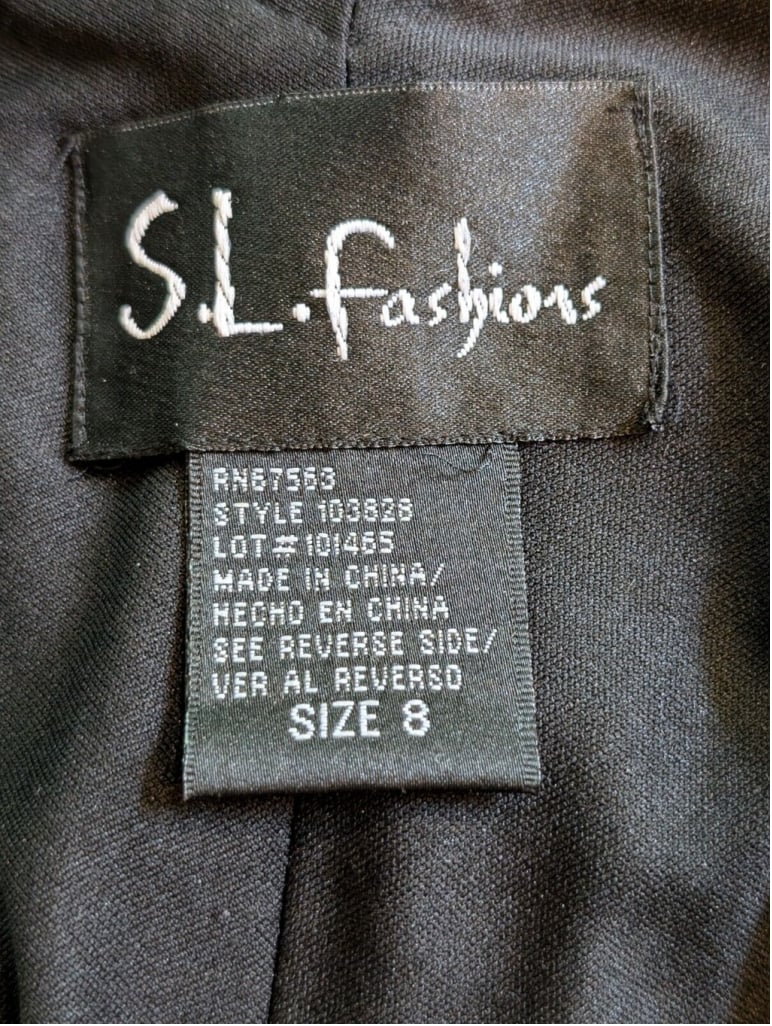 S.L. Fashions
RN67563
STYLE 103828
LOT# 101465
MADE IN CHINA/
HECHO EN CHINA
SEE REVERSE SIDE/
VER AL REVERSO
SIZE 8